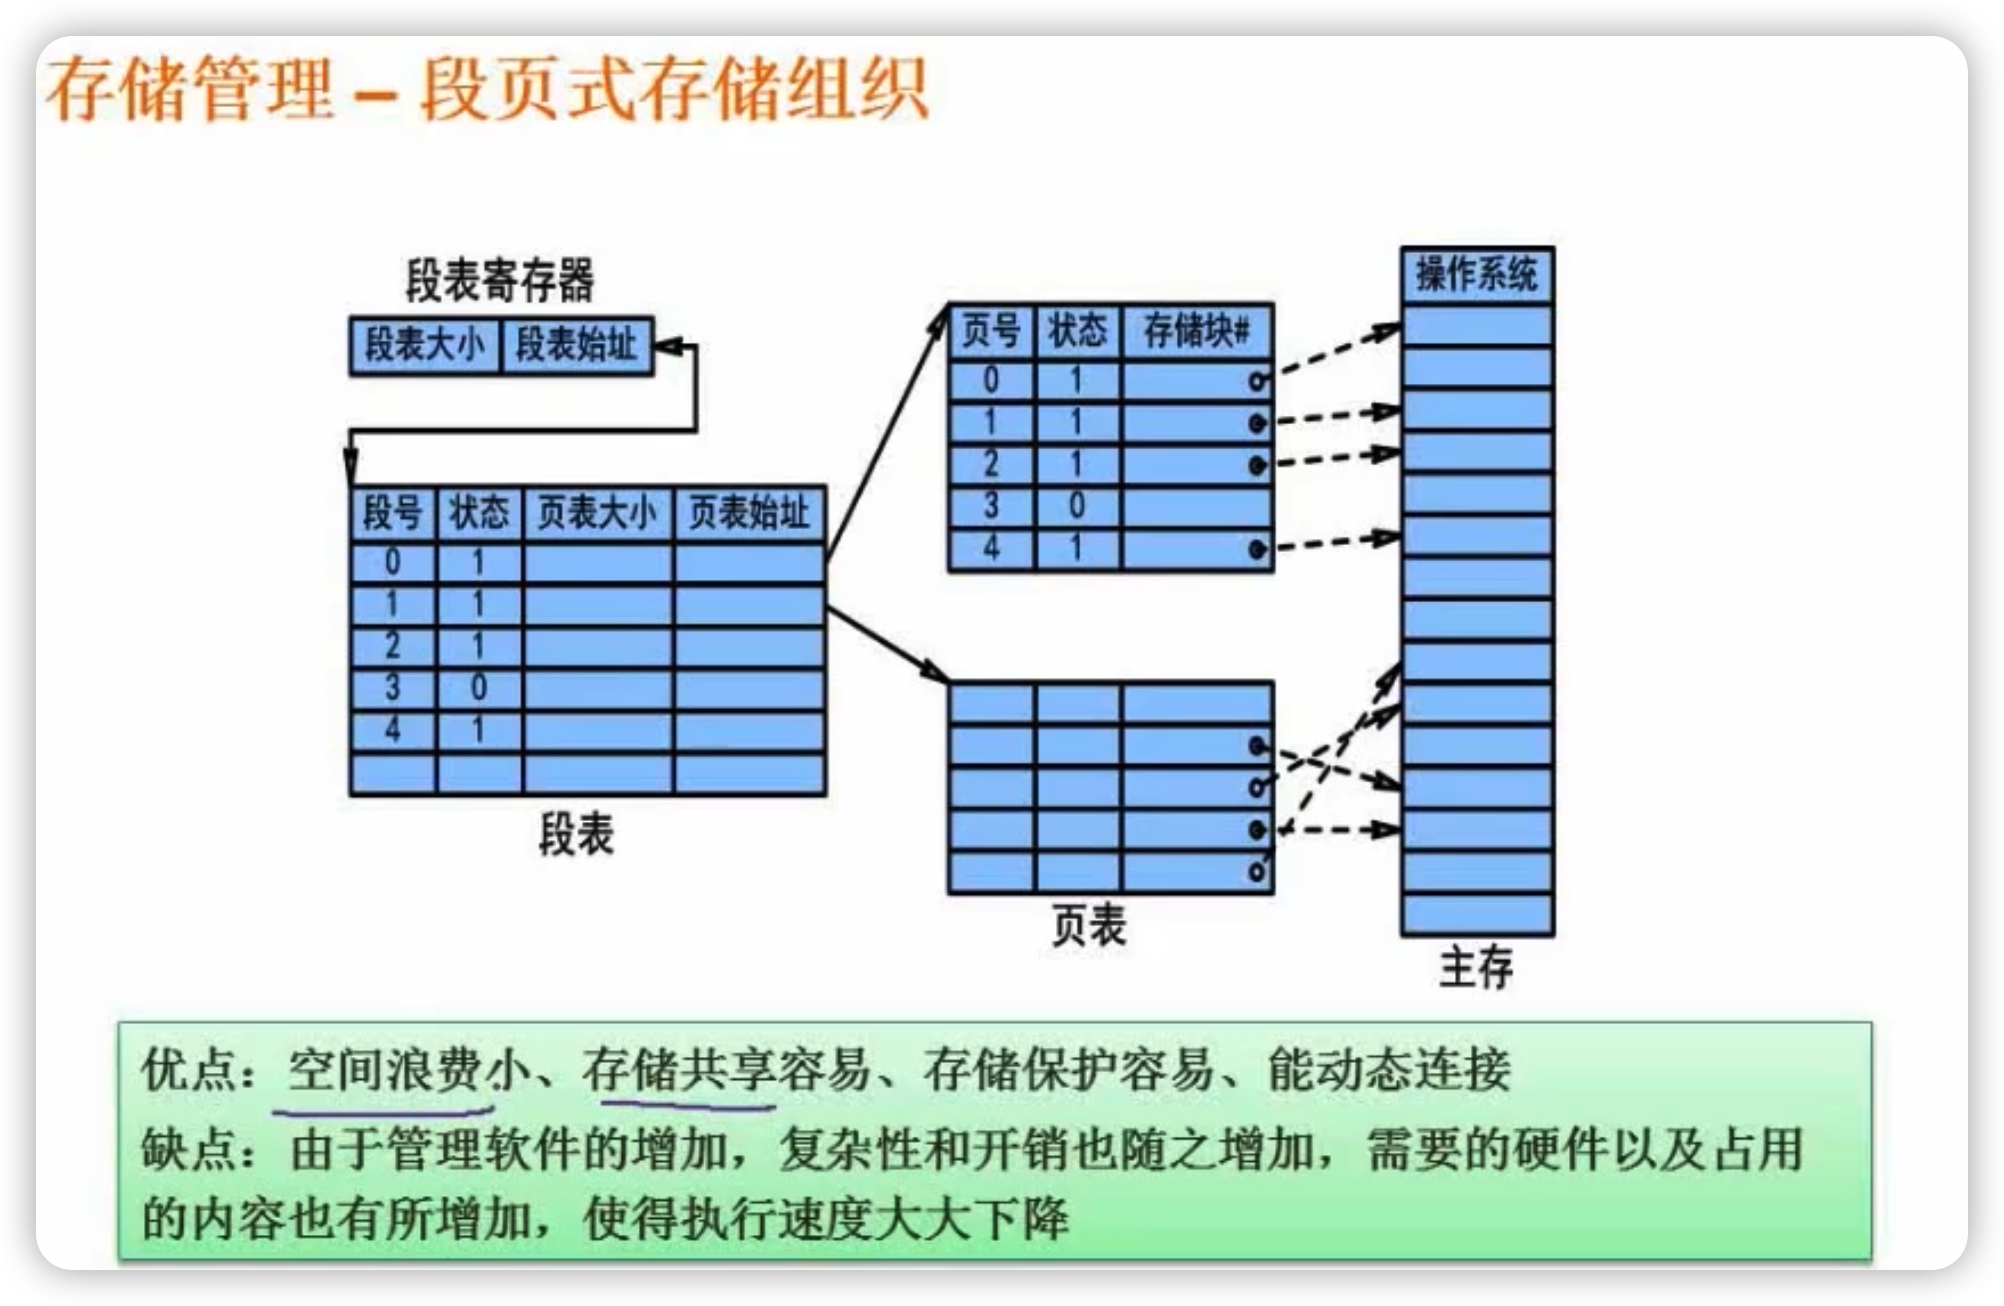 存储管理 – 段页式存储组织
段表寄存器
段表大小 段表始址
段号 状态 页表大小 页表始址
0 1
1 1
2 1
3 0
4 1
段表
页号 状态 存储块#
0 1
1 1
2 1
3 0
4 1
页表
操作系统
主存
优点：空间浪费小、存储共享容易、存储保护容易、能动态连接
缺点：由于管理软件的增加，复杂性和开销也随之增加，需要的硬件以及占用
的内容也有所增加，使得执行速度大大下降